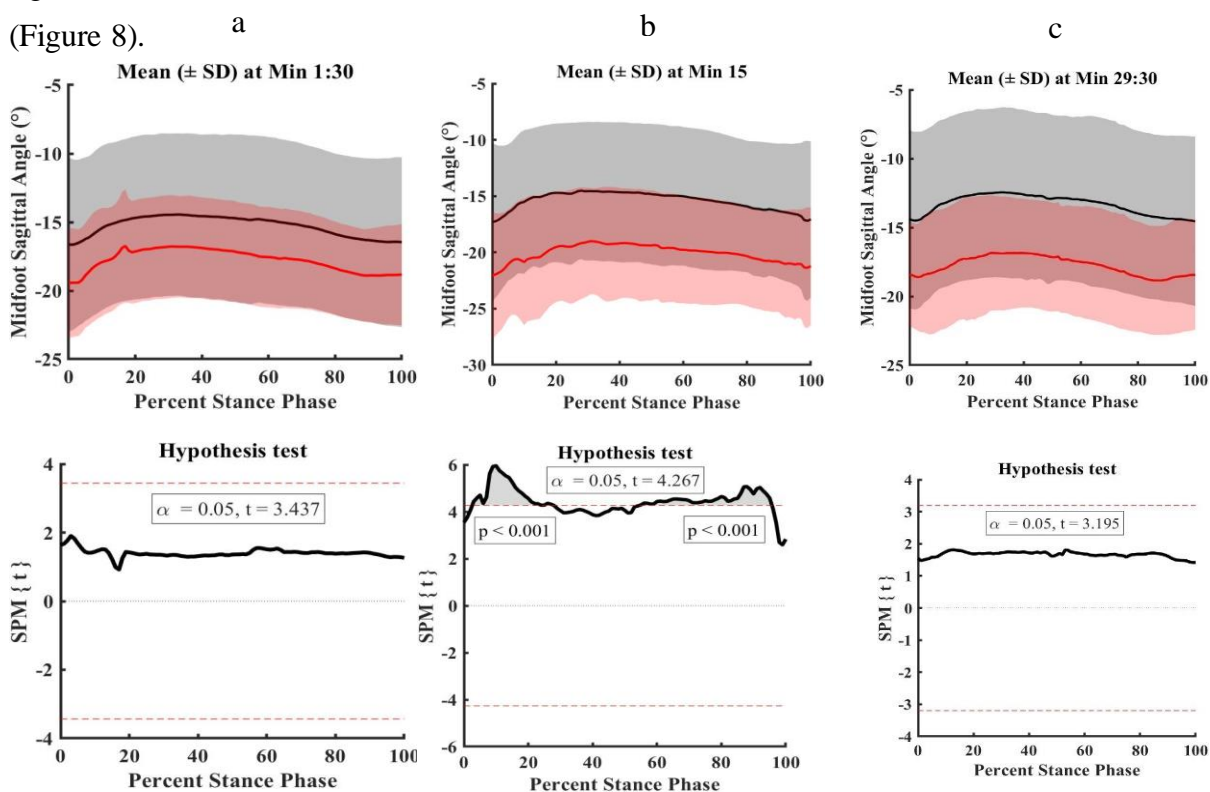 (Figure 8).
a
b
c
Mean (± SD) at Min 1:30
-5
-10
-15
-20
-25
Midfoot Sagittal Angle (°)
0 20 40 60 80 100
Percent Stance Phase
Mean (± SD) at Min 15
-5
-10
-15
-20
-25
-30
Midfoot Sagittal Angle (°)
0 20 40 60 80 100
Percent Stance Phase
Mean (± SD) at Min 29:30
-5
-10
-15
-20
-25
Midfoot Sagittal Angle (°)
0 20 40 60 80 100
Percent Stance Phase
Hypothesis test
4
2
0
-2
-4
SPM { t }
α = 0.05, t = 3.437
0 20 40 60 80 100
Percent Stance Phase
Hypothesis test
6
4
2
0
-2
-4
-6
SPM { t }
α = 0.05, t = 4.267
p < 0.001
p < 0.001
0 20 40 60 80 100
Percent Stance Phase
Hypothesis test
4
3
2
1
0
-1
-2
-3
-4
SPM { t }
α = 0.05, t = 3.195
0 20 40 60 80 100
Percent Stance Phase